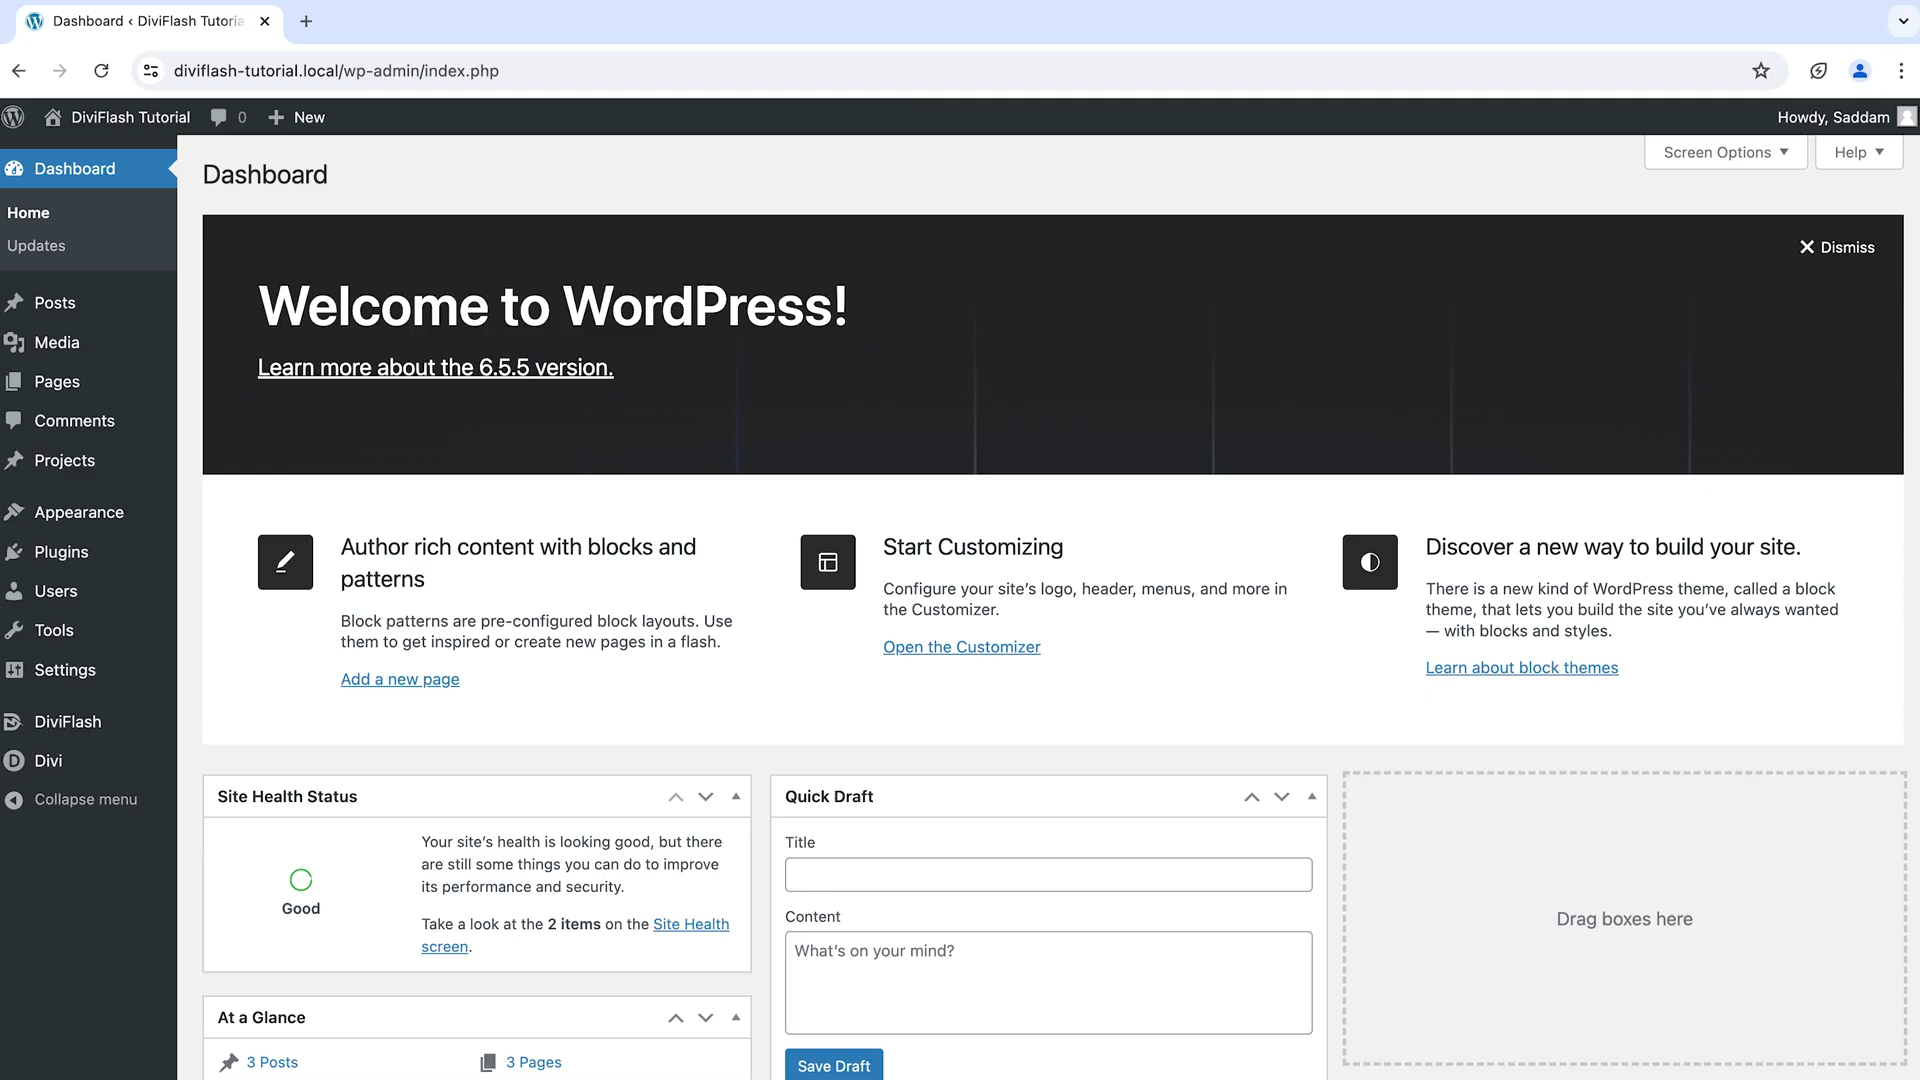 Dashboard ‹ DiviFlash Tutoria
diviflash-tutorial.local/wp-admin/index.php
DiviFlash Tutorial
0
New
Howdy, Saddam
Dashboard
Home
Updates
Posts
Media
Pages
Comments
Projects
Appearance
Plugins
Users
Tools
Settings
DiviFlash
Divi
Collapse menu
Dashboard
Screen Options
Help
Dismiss
Welcome to WordPress!
Learn more about the 6.5.5 version.
Author rich content with blocks and
patterns
Block patterns are pre-configured block layouts. Use
them to get inspired or create new pages in a flash.
Add a new page
Start Customizing
Configure your site’s logo, header, menus, and more in
the Customizer.
Open the Customizer
Discover a new way to build your site.
There is a new kind of WordPress theme, called a block
theme, that lets you build the site you’ve always wanted
— with blocks and styles.
Learn about block themes
Site Health Status
Good
Your site’s health is looking good, but there
are still some things you can do to improve
its performance and security.
Take a look at the 2 items on the Site Health
screen.
At a Glance
3 Posts
3 Pages
Quick Draft
Title
Content
What’s on your mind?
Save Draft
Drag boxes here